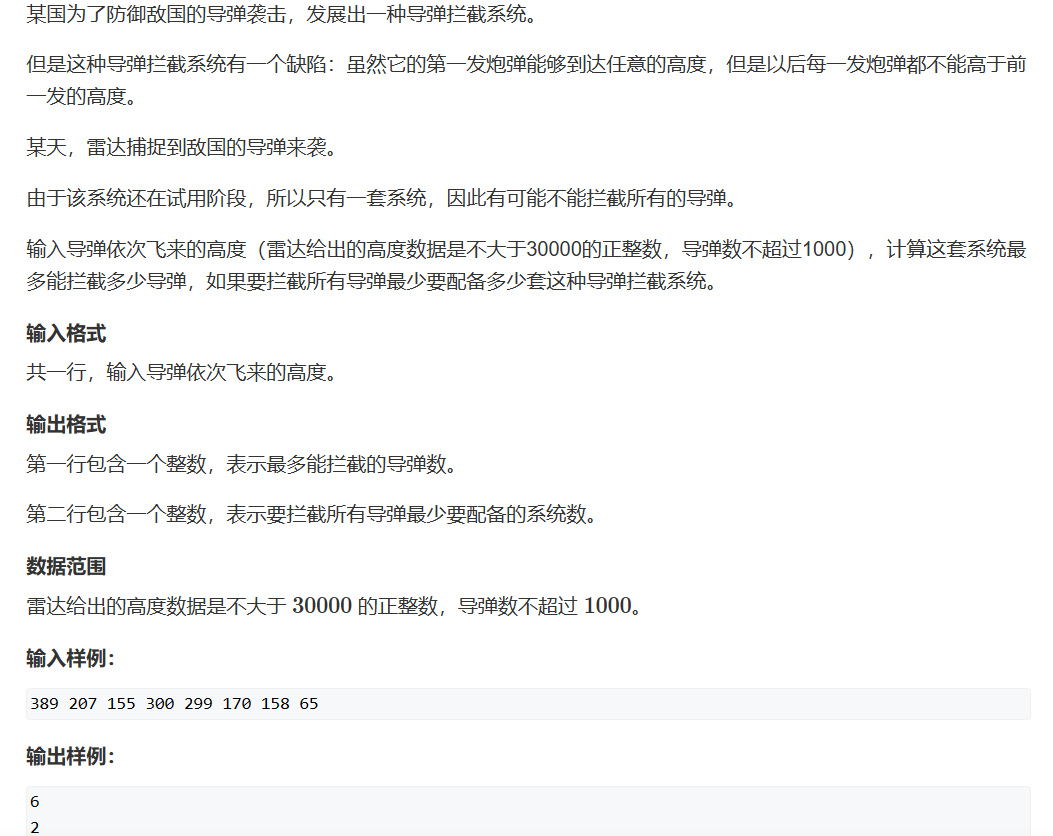 某国为了防御敌国的导弹袭击，发展出一种导弹拦截系统。
但是这种导弹拦截系统有一个缺陷：虽然它的第一发炮弹能够到达任意的高度，但是以后每一发炮弹都不能高于前
一发的高度。
某天，雷达捕捉到敌国的导弹来袭。
由于该系统还在试用阶段，所以只有一套系统，因此有可能不能拦截所有的导弹。
输入导弹依次飞来的高度（雷达给出的高度数据是不大于30000的正整数，导弹数不超过1000），计算这套系统最
多能拦截多少导弹，如果要拦截所有导弹最少要配备多少套这种导弹拦截系统。
输入格式
共一行，输入导弹依次飞来的高度。
输出格式
第一行包含一个整数，表示最多能拦截的导弹数。
第二行包含一个整数，表示要拦截所有导弹最少要配备的系统数。
数据范围
雷达给出的高度数据是不大于 30000 的正整数，导弹数不超过 1000。
输入样例：
389 207 155 300 299 170 158 65
输出样例：
6
2